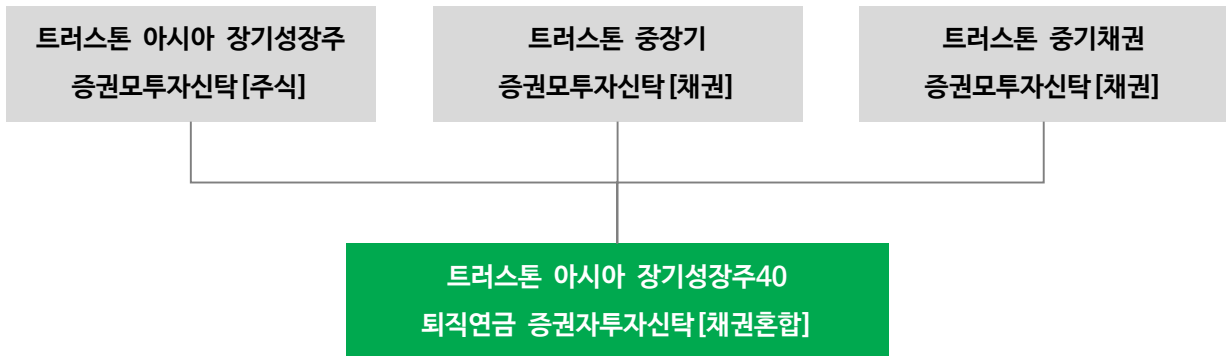 트러스톤 아시아 장기성장주
증권모투자신탁[주식]
트러스톤 중장기
증권모투자신탁[채권]
트러스톤 중기채권
증권모투자신탁[채권]
트러스톤 아시아 장기성장주40
퇴직연금 증권자투자신탁[채권혼합]